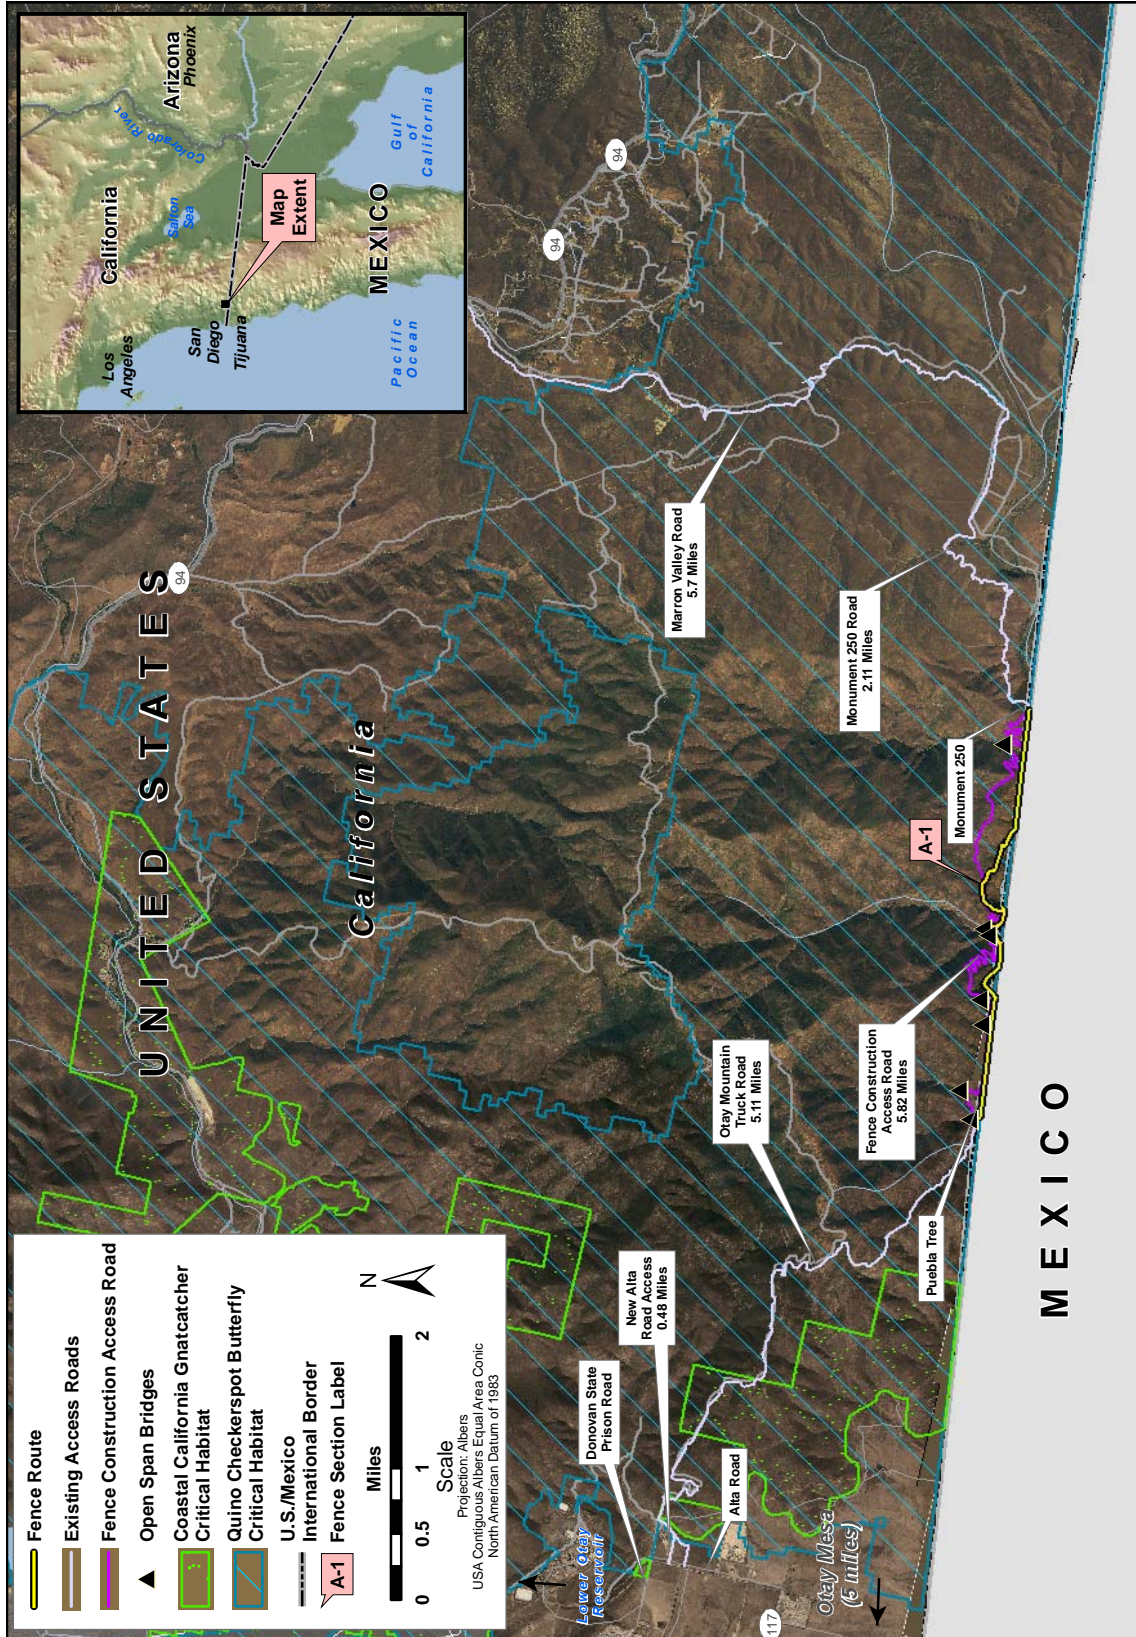 Fence Route
Existing Access Roads
Fence Construction Access Road
Open Span Bridges
Coastal California Gnatcatcher
Critical Habitat
Quino Checkerspot Butterfly
Critical Habitat
U.S./Mexico
International Border
A-1
Fence Section Label
Miles
0
0.5
1
2
Scale
N
Projection: Albers
USA Contiguous Albers Equal Area Conic
North American Datum of 1983
UNITED STATES
California
94
94
94
117
Lower Otay
Reservoir
Donovan State
Prison Road
New Alta
Road Access
0.48 Miles
Alta Road
Otay Mesa
(5 miles)
Otay Mountain
Truck Road
5.11 Miles
Puebla Tree
Fence Construction
Access Road
5.82 Miles
A-1
Monument 250
Monument 250 Road
2.11 Miles
Marron Valley Road
5.7 Miles
MEXICO
Los
Angeles
California
Arizona
Phoenix
Colorado River
Salton
Sea
San
Diego
Tijuana
Map
Extent
Pacific
Ocean
MEXICO
Gulf
of
California